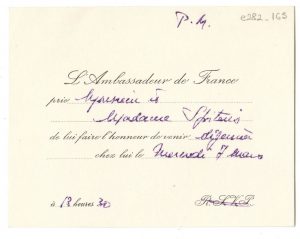 P. M.
e282-169
L'Ambassadeur de France
prie Monsieur et
Madame
de lui faire l'honneur de venir déjeuner
chez lui le Mercredi 7 Mars
à 13 heures 30
R.S.V.P.